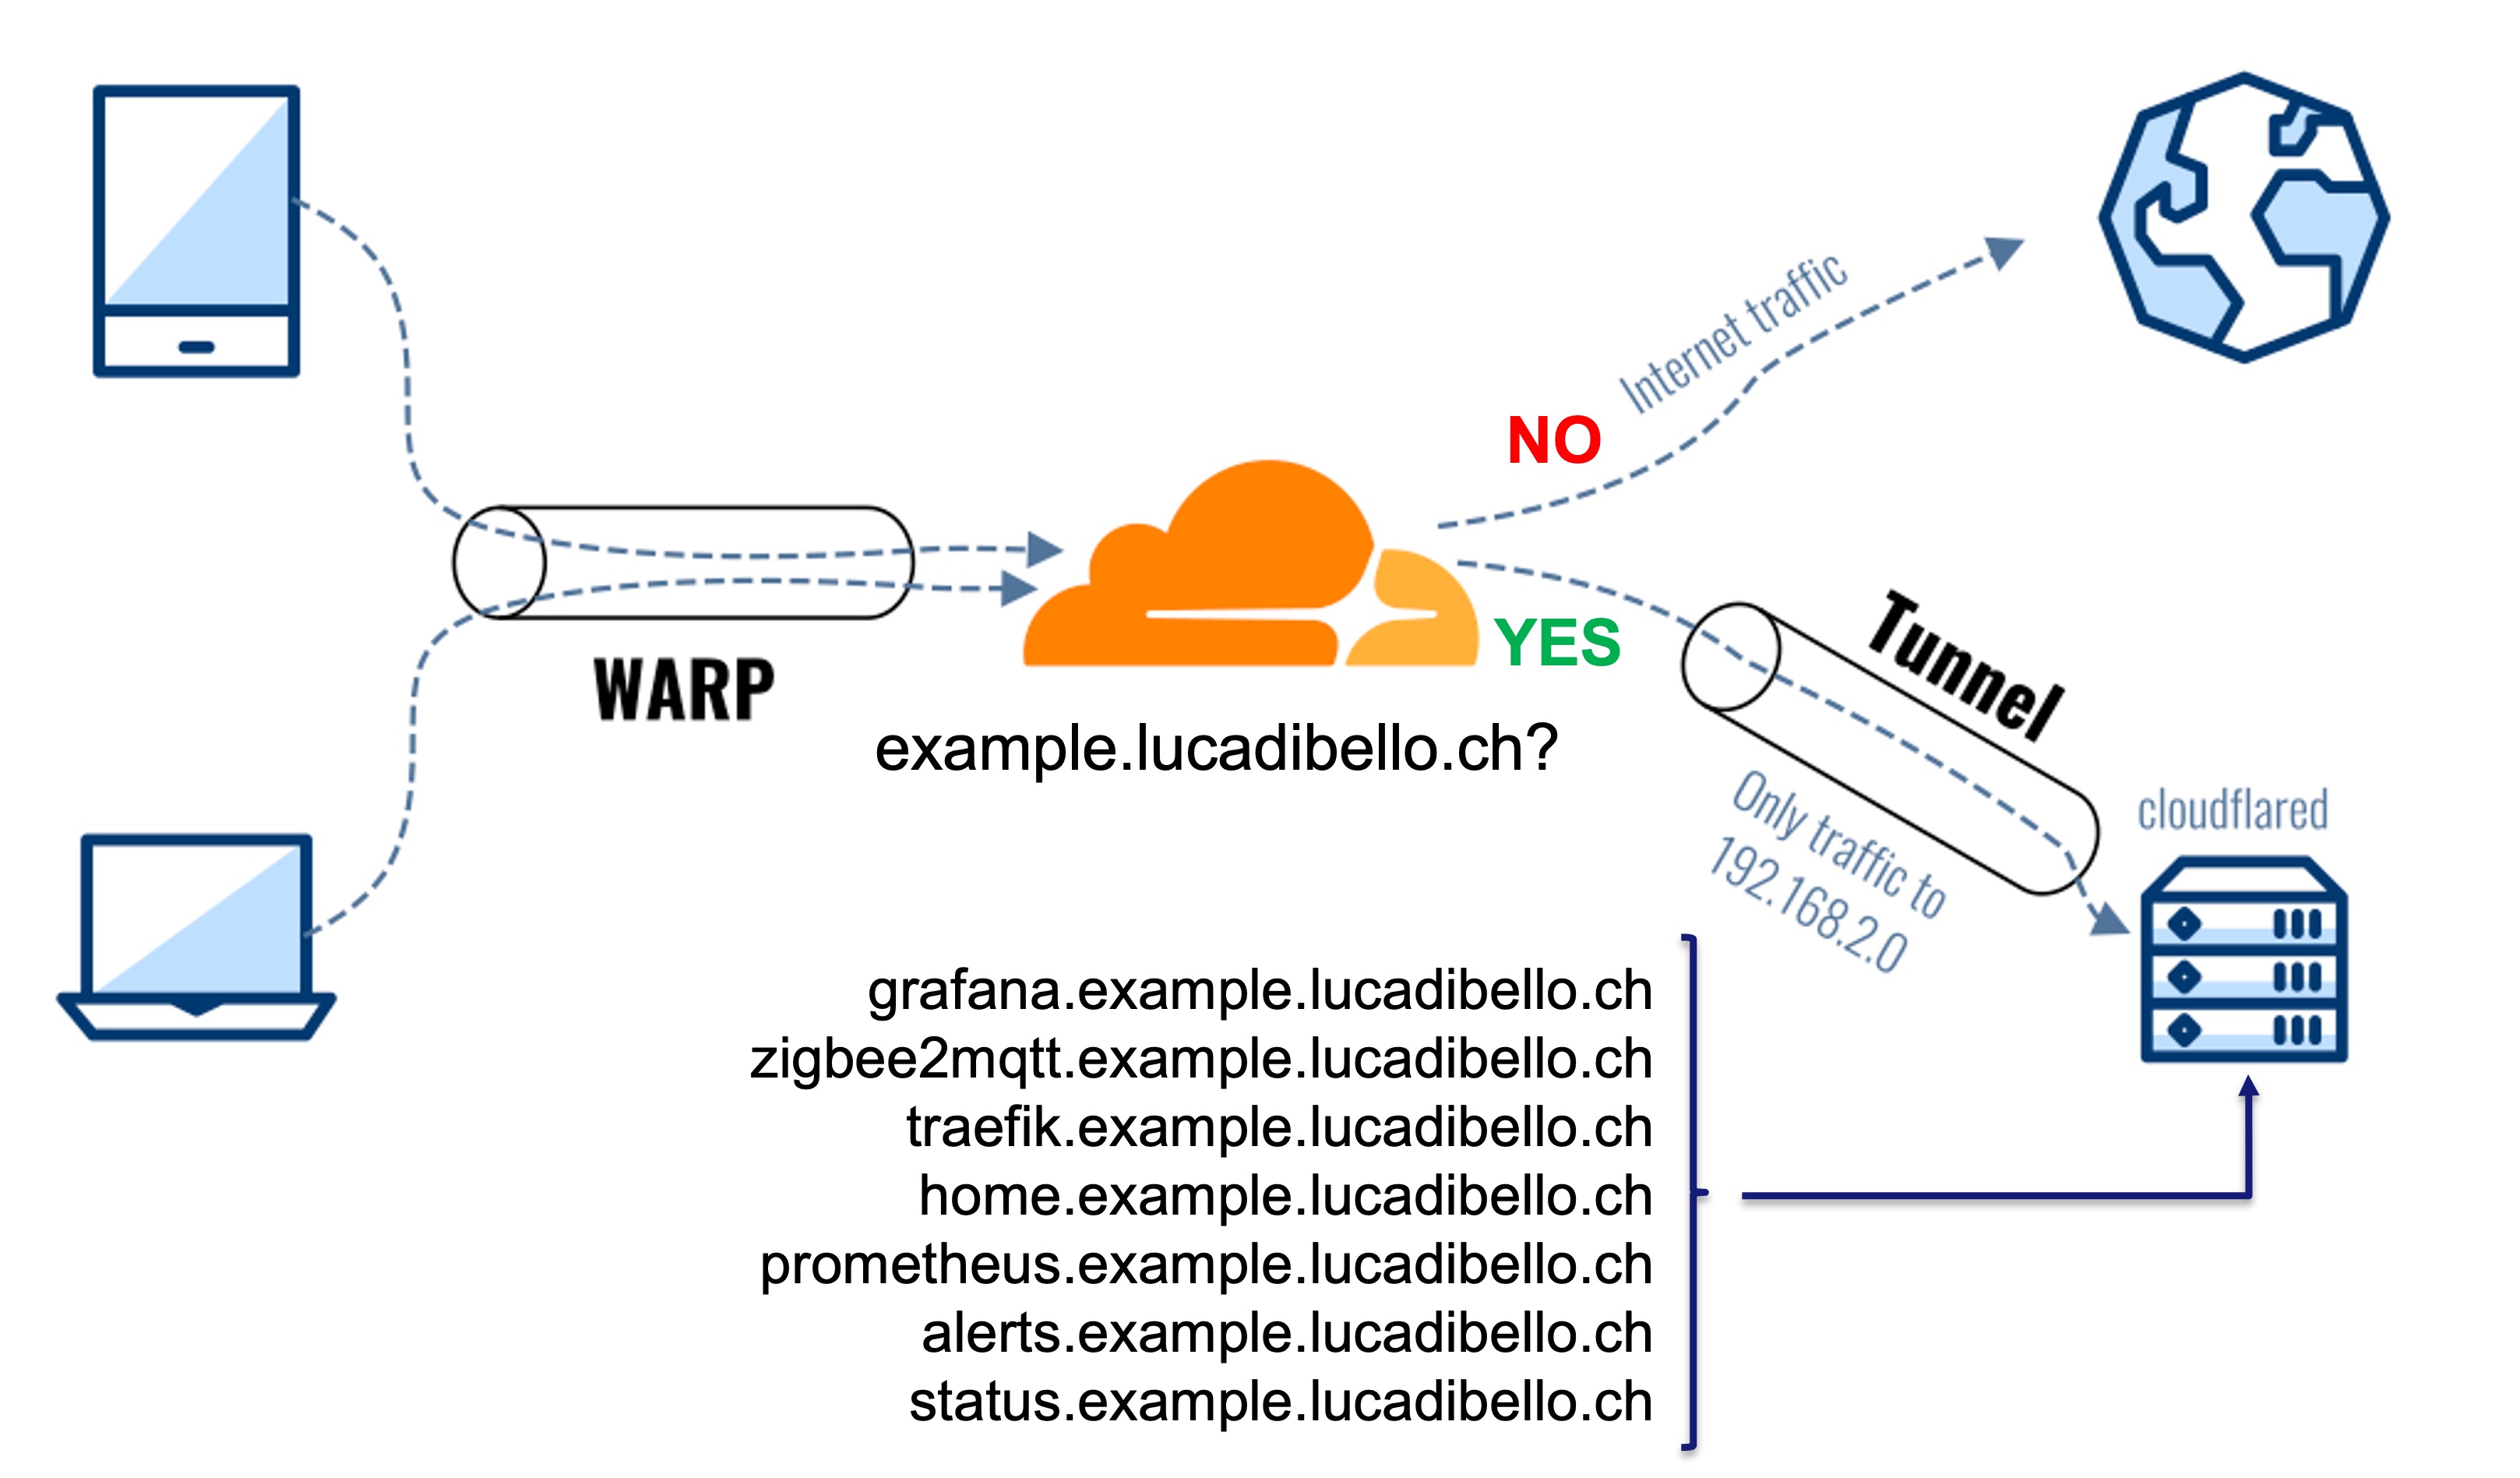 Internet traffic
NO
WARP
YES
Tunnel
example.lucadibello.ch?
Only traffic to
192.168.2.0
cloudflared
grafana.example.lucadibello.ch
zigbee2mqtt.example.lucadibello.ch
traefik.example.lucadibello.ch
home.example.lucadibello.ch
prometheus.example.lucadibello.ch
alerts.example.lucadibello.ch
status.example.lucadibello.ch